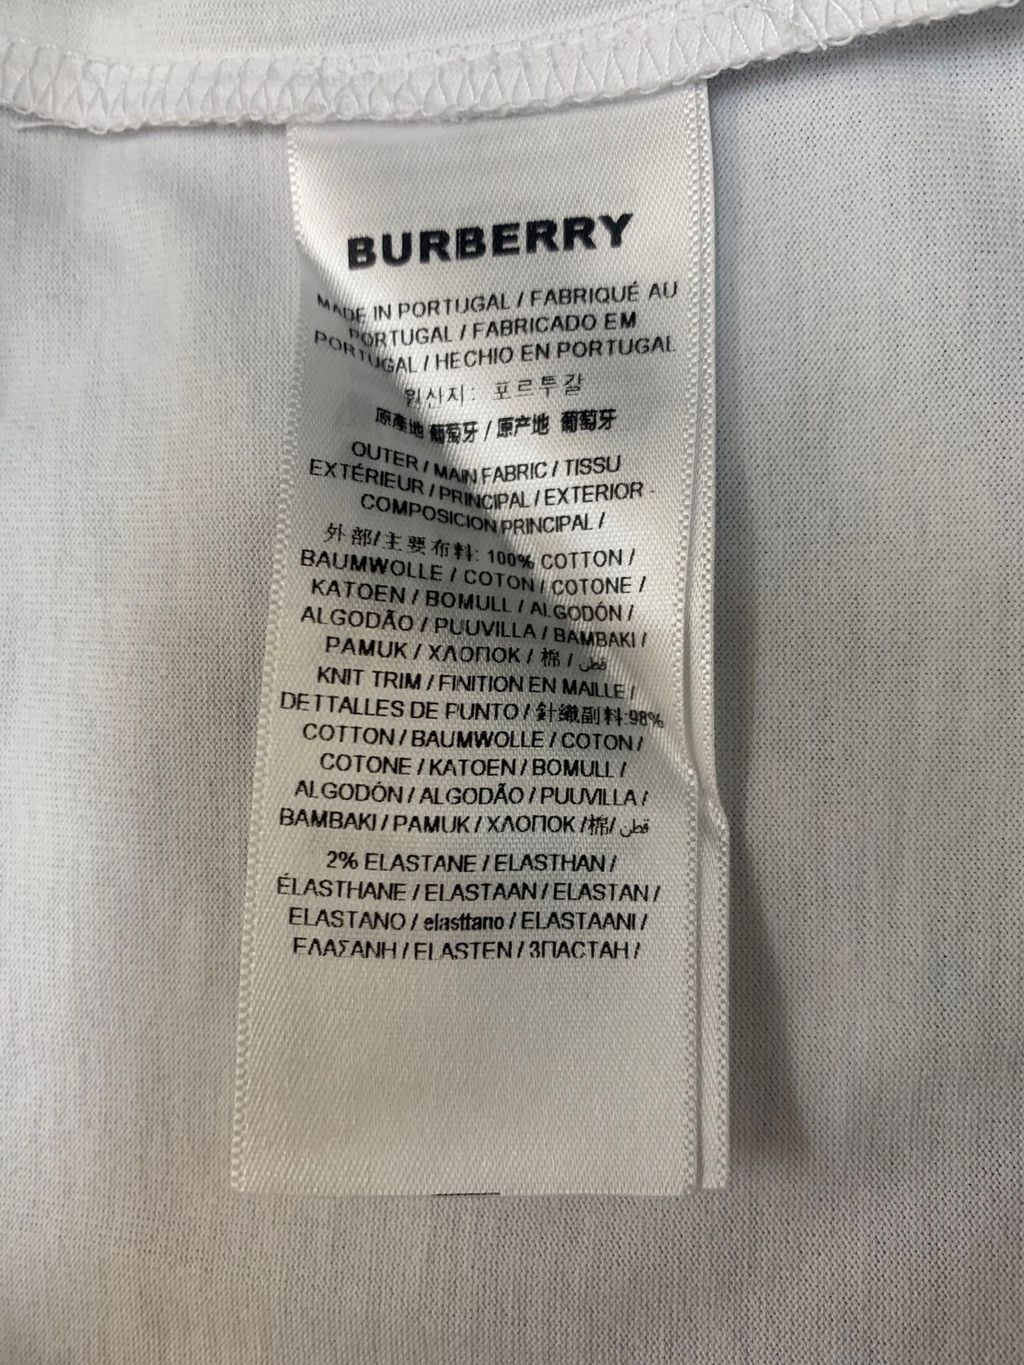 BURBERRY
MADE IN PORTUGAL / FABRIQUÉ AU
PORTUGAL / FABRICADO EM
PORTUGAL / HECHIO EN PORTUGAL
원산지: 포르투갈
原產地 葡萄牙 / 原产地 葡萄牙
OUTER / MAIN FABRIC / TISSU
EXTÉRIEUR / PRINCIPAL / EXTERIOR -
COMPOSICION PRINCIPAL /
外部/主要布料: 100% COTTON /
BAUMWOLLE / COTON / COTONE /
KATOEN / BOMULL / ALGODÓN /
ALGODÃO / PUUVILLA / BAMBAKI /
PAMUK / ХΛΟΠΟΚ / 棉 / قطن
KNIT TRIM / FINITION EN MAILLE /
DETTALLES DE PUNTO / 針織副料:98%
COTTON / BAUMWOLLE / COTON /
COTONE / KATOEN / BOMULL /
ALGODÓN / ALGODÃO / PUUVILLA /
BAMBAKI / PAMUK / ХΛΟΠΟΚ /棉/ قطن
2% ELASTANE / ELASTHAN /
ÉLASTHANE / ELASTAAN / ELASTAN /
ELASTANO / elasttano / ELASTAANI /
ΕΛΑΣΑΝΗ / ELASTEN / ЗПАСТАН /